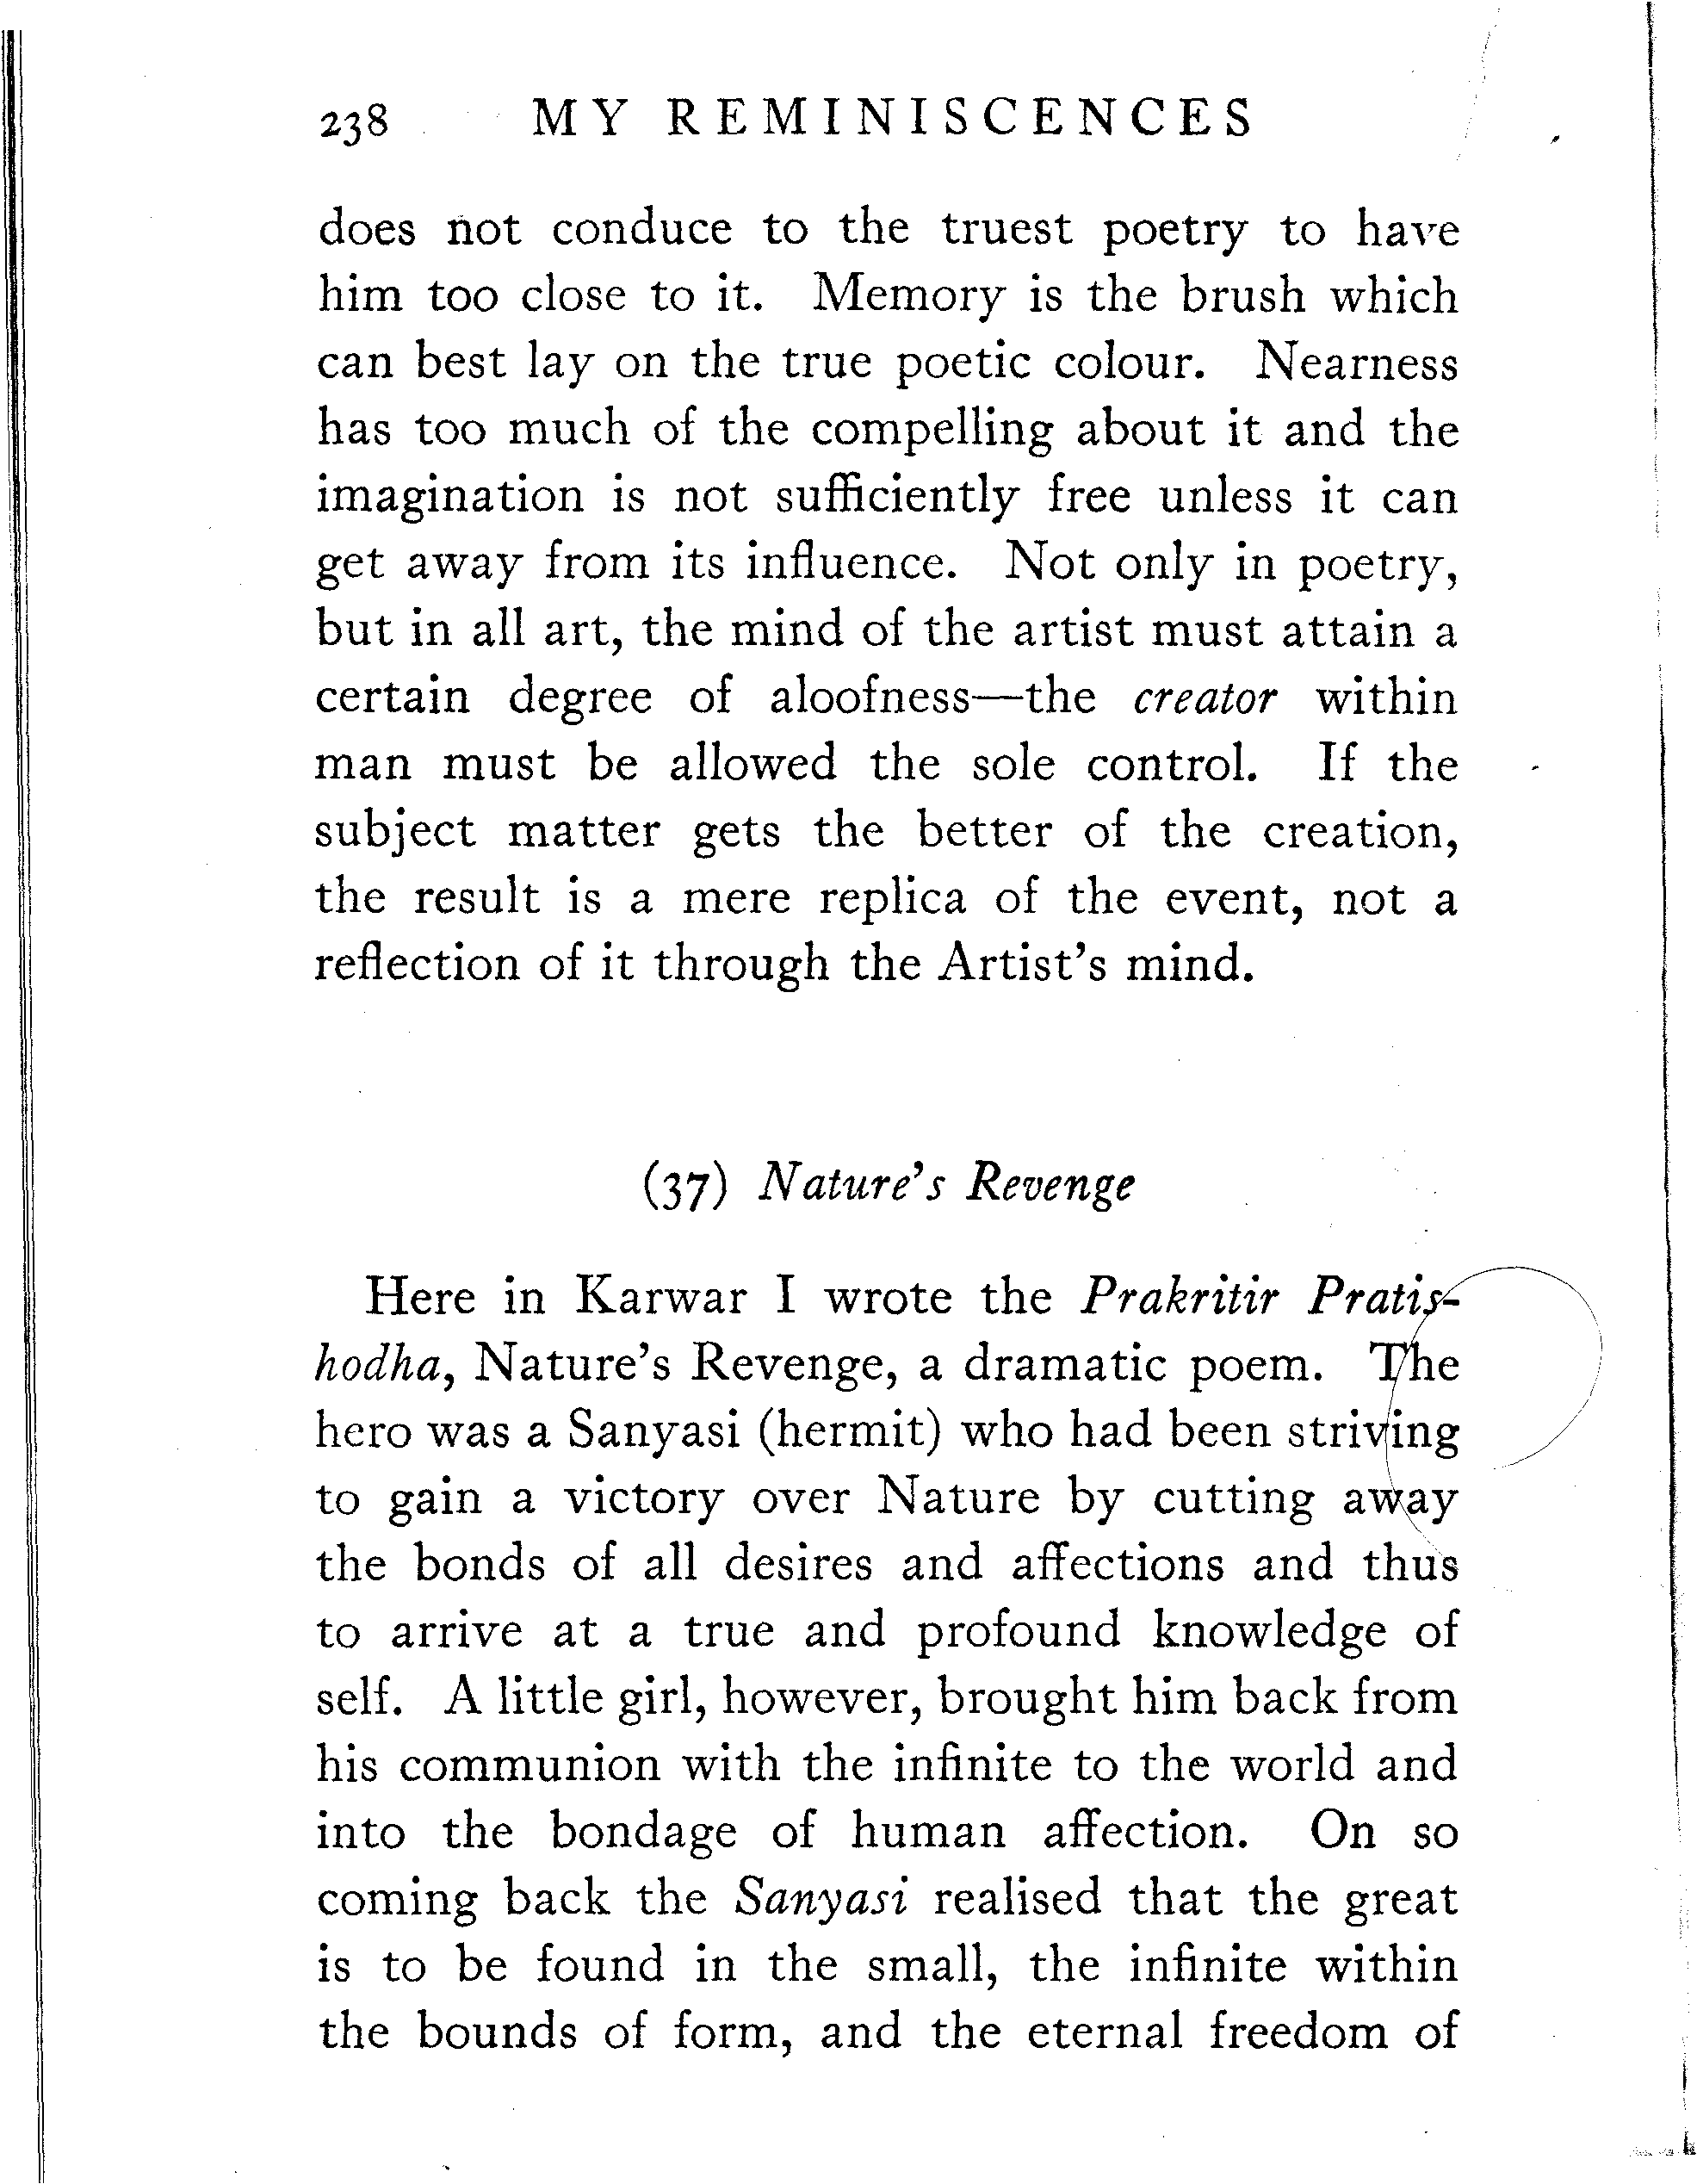 238 MY REMINISCENCES
does not conduce to the truest poetry to have
him too close to it. Memory is the brush which
can best lay on the true poetic colour. Nearness
has too much of the compelling about it and the
imagination is not sufficiently free unless it can
get away from its influence. Not only in poetry,
but in all art, the mind of the artist must attain a
certain degree of aloofness—the creator within
man must be allowed the sole control. If the
subject matter gets the better of the creation,
the result is a mere replica of the event, not a
reflection of it through the Artist's mind.
(37) Nature's Revenge
Here in Karwar I wrote the Prakritir Pratis-
hodha, Nature's Revenge, a dramatic poem. The
hero was a Sanyasi (hermit) who had been striving
to gain a victory over Nature by cutting away
the bonds of all desires and affections and thus
to arrive at a true and profound knowledge of
self. A little girl, however, brought him back from
his communion with the infinite to the world and
into the bondage of human affection. On so
coming back the Sanyasi realised that the great
is to be found in the small, the infinite within
the bounds of form, and the eternal freedom of